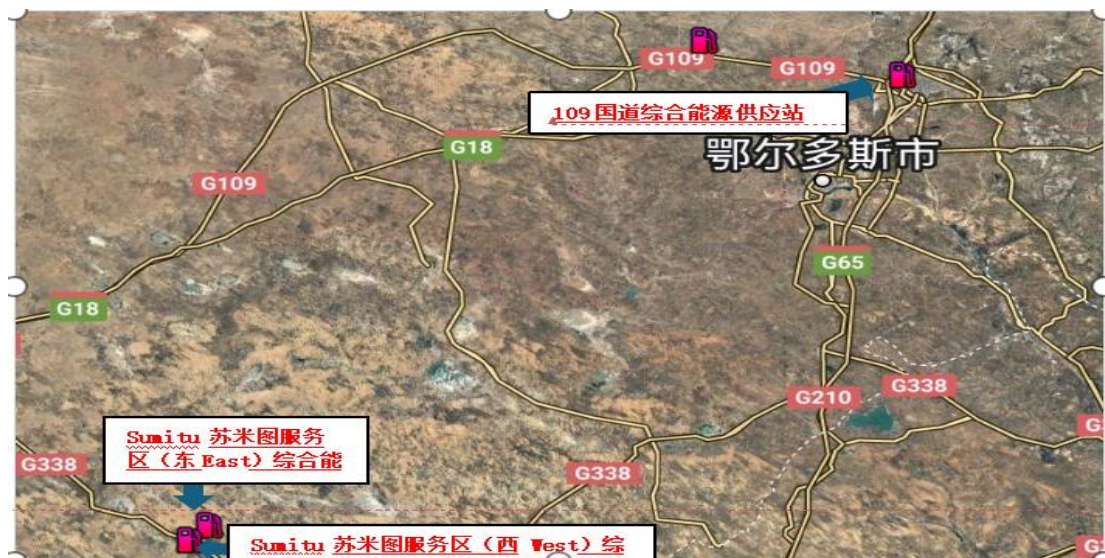 G109
G109
109国道综合能源供应站
G18
鄂尔多斯市
G109
G65
G18
G338
G210
Sumitu 苏米图服务
区（东 East）综合能
G338
G338
Sumitu 苏米图服务区（西 West）综